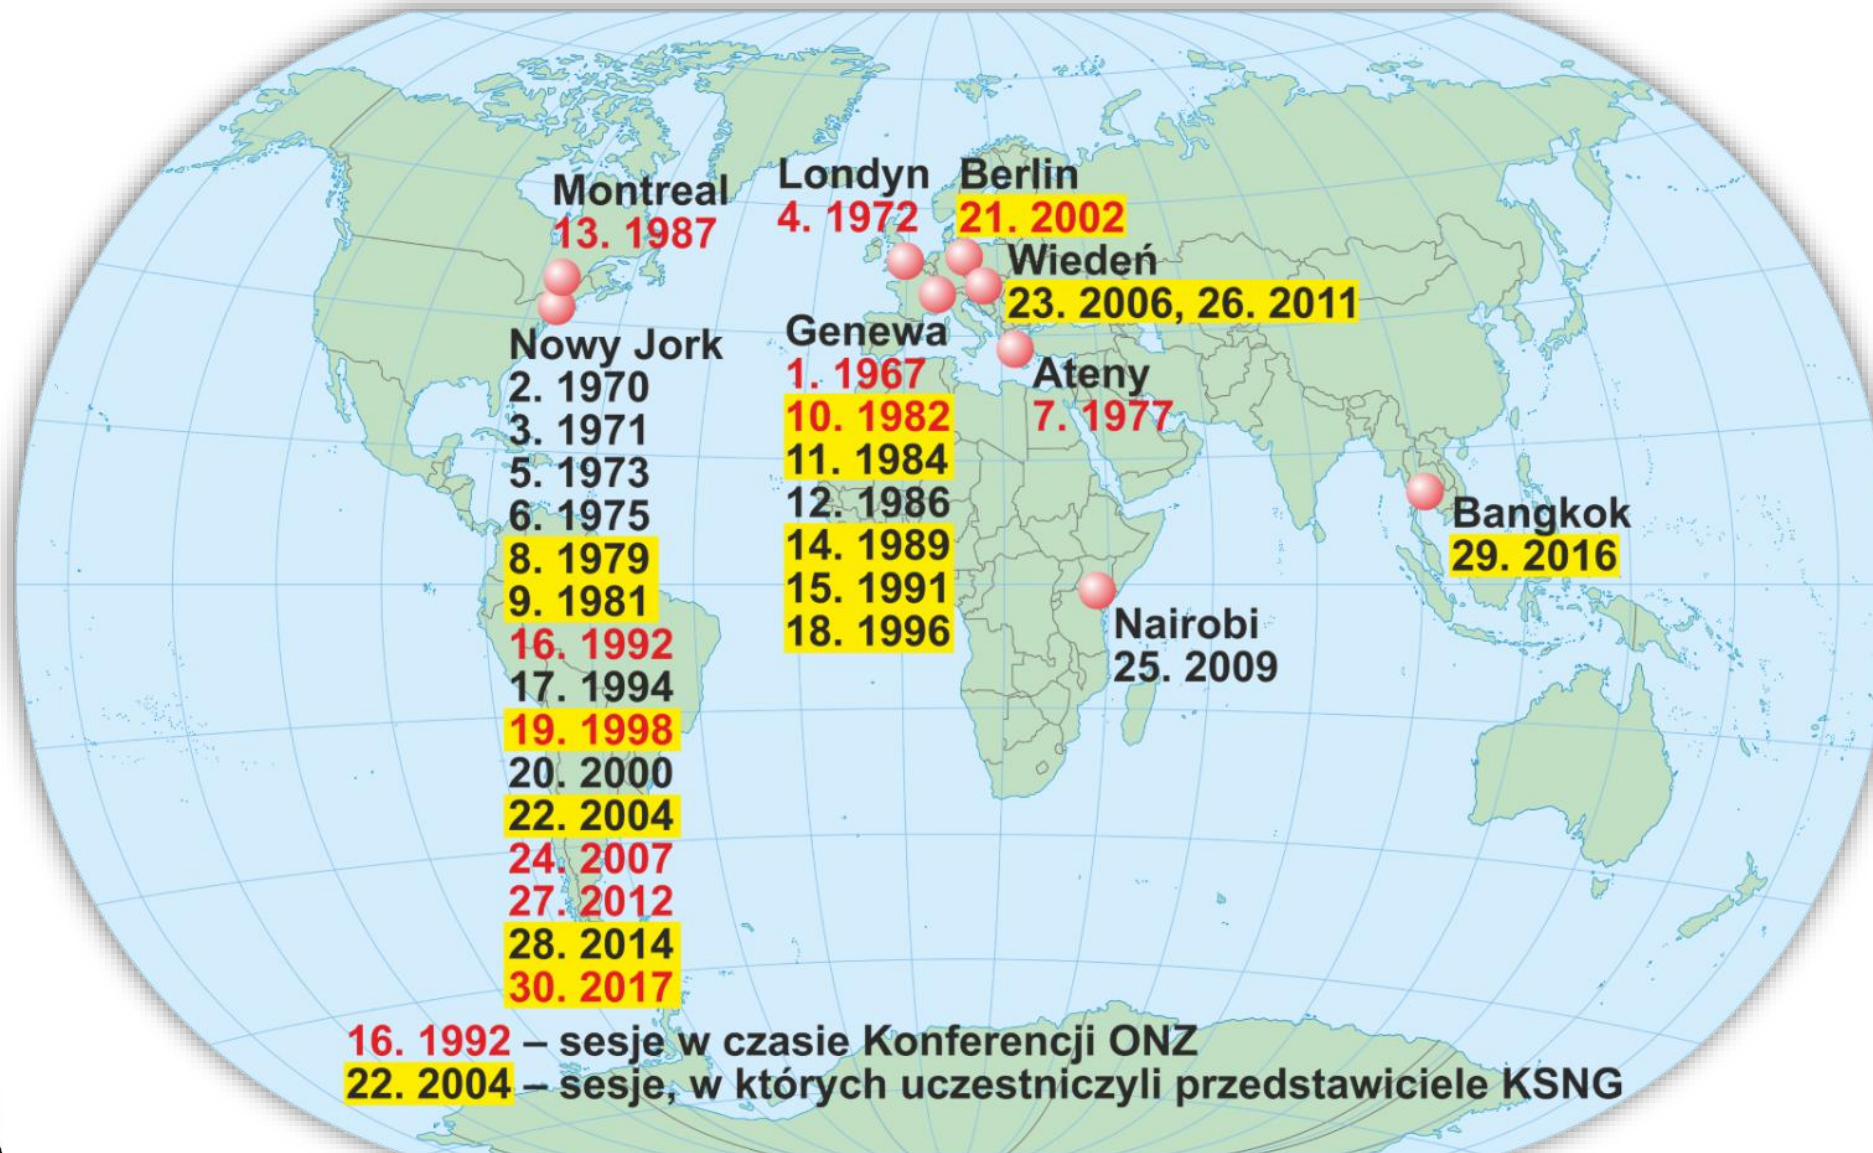 Montreal
13. 1987
Londyn
4. 1972
Berlin
21. 2002
Wiedeń
23. 2006, 26. 2011
Nowy Jork
2. 1970
3. 1971
5. 1973
6. 1975
8. 1979
9. 1981
16. 1992
17. 1994
19. 1998
20. 2000
22. 2004
24. 2007
27. 2012
28. 2014
30. 2017
Genewa
1. 1967
10. 1982
11. 1984
12. 1986
14. 1989
15. 1991
18. 1996
Ateny
7. 1977
Bangkok
29. 2016
Nairobi
25. 2009
16. 1992 – sesje w czasie Konferencji ONZ
22. 2004 – sesje, w których uczestniczyli przedstawiciele KSNG